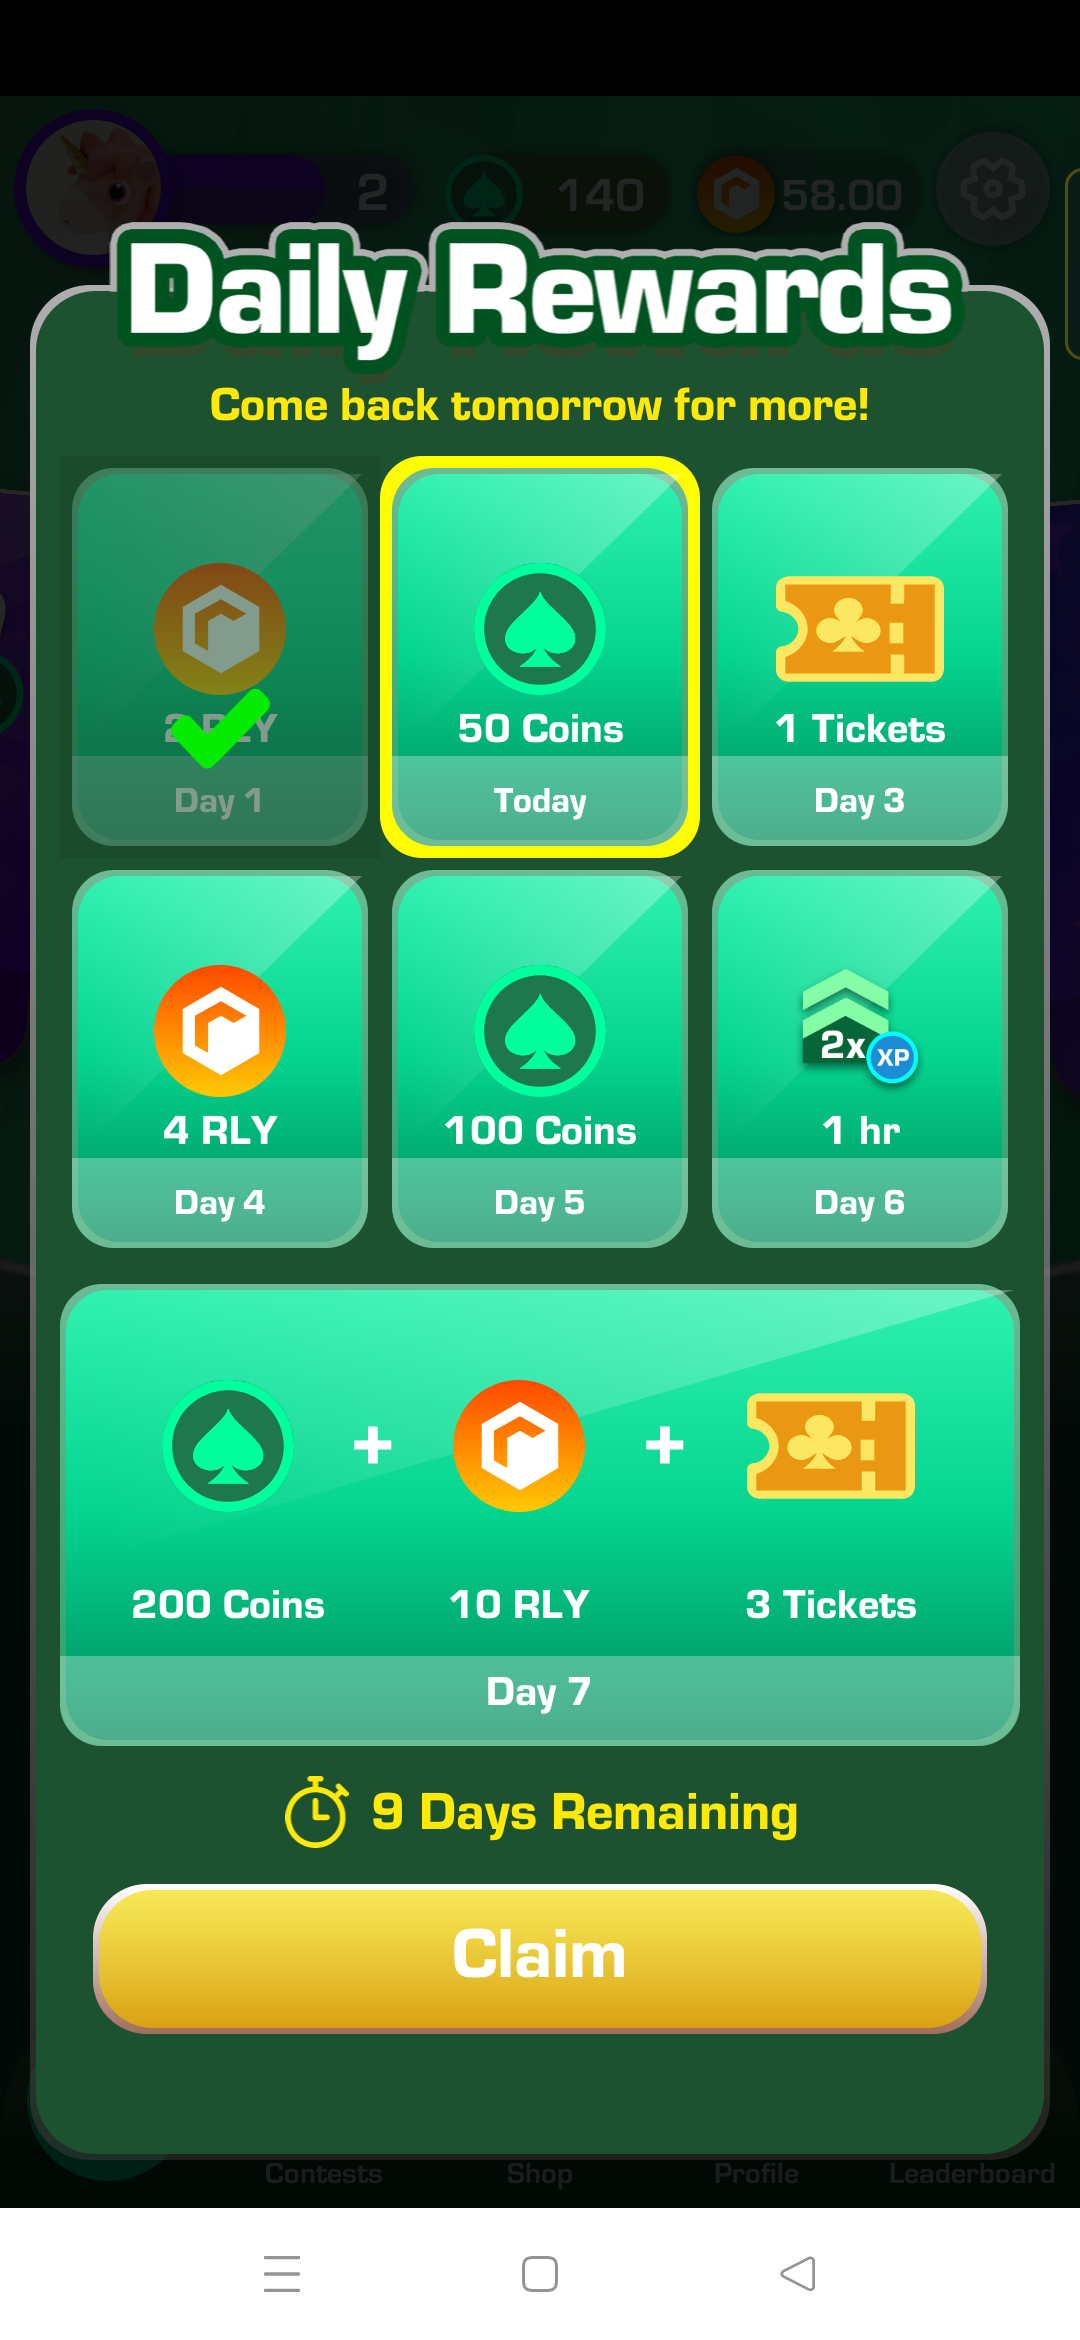 2 140 58.00
Daily Rewards
Come back tomorrow for more!
50 Coins 1 Tickets
Day 1 Today Day 3
4 RLY 100 Coins 2x XP 1 hr
Day 4 Day 5 Day 6
200 Coins + 10 RLY + 3 Tickets
Day 7
9 Days Remaining
Claim
Contests Shop Profile Leaderboard